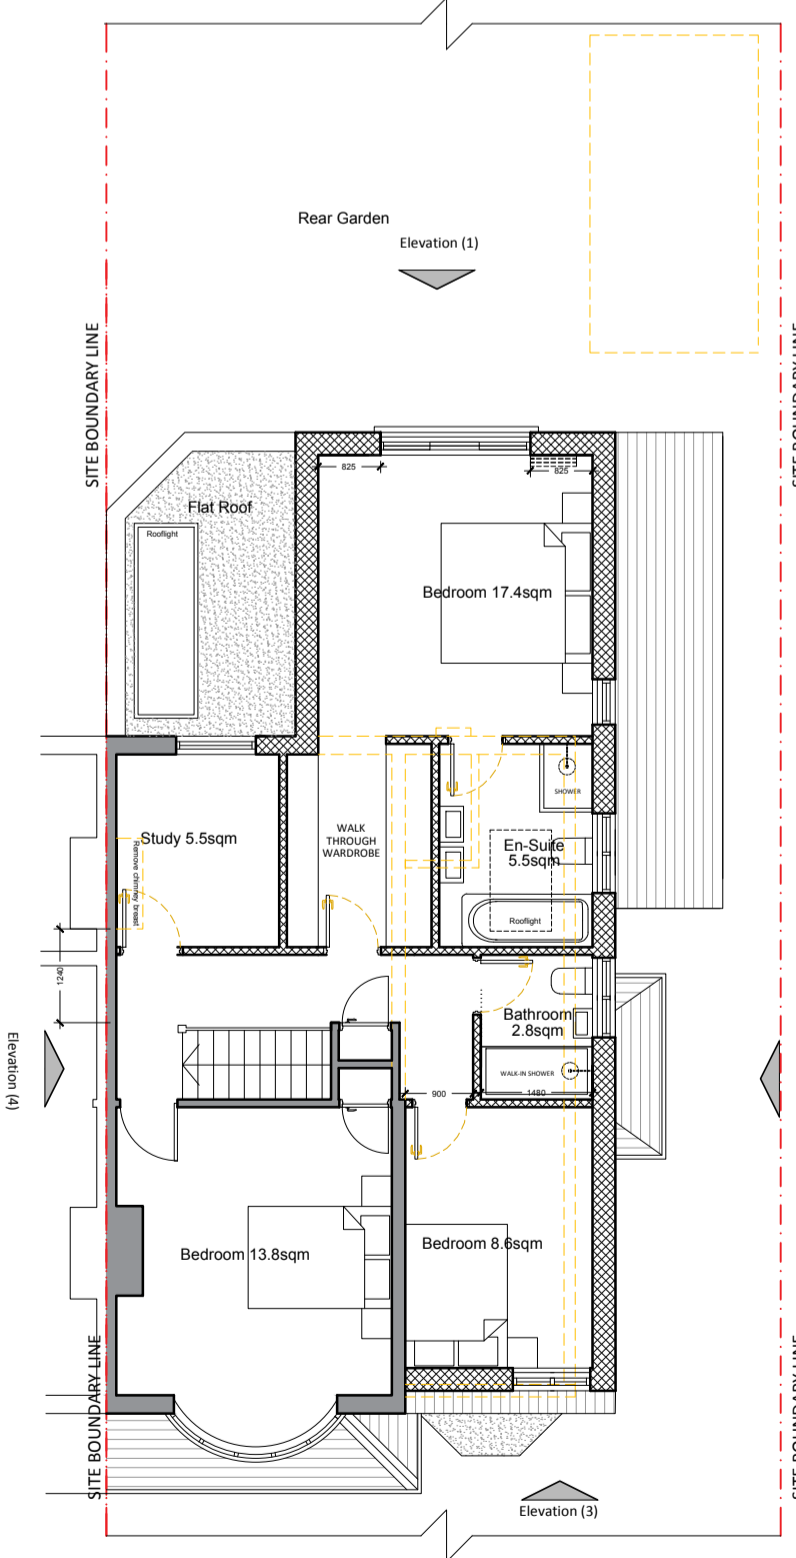 Rear Garden
Elevation (1)
SITE BOUNDARY LINE
SITE BOUNDARY LINE
825
825
Flat Roof
Rooflight
Bedroom 17.4sqm
SHOWER
WALK
THROUGH
WARDROBE
Study 5.5sqm
Remove chimney breast
En-Suite
5.5sqm
Rooflight
1240
Bathroom
2.8sqm
Elevation (4)
WALK-IN SHOWER
900
1480
Bedroom 8.6sqm
Bedroom 13.8sqm
SITE BOUNDARY LINE
SITE BOUNDARY LINE
Elevation (3)